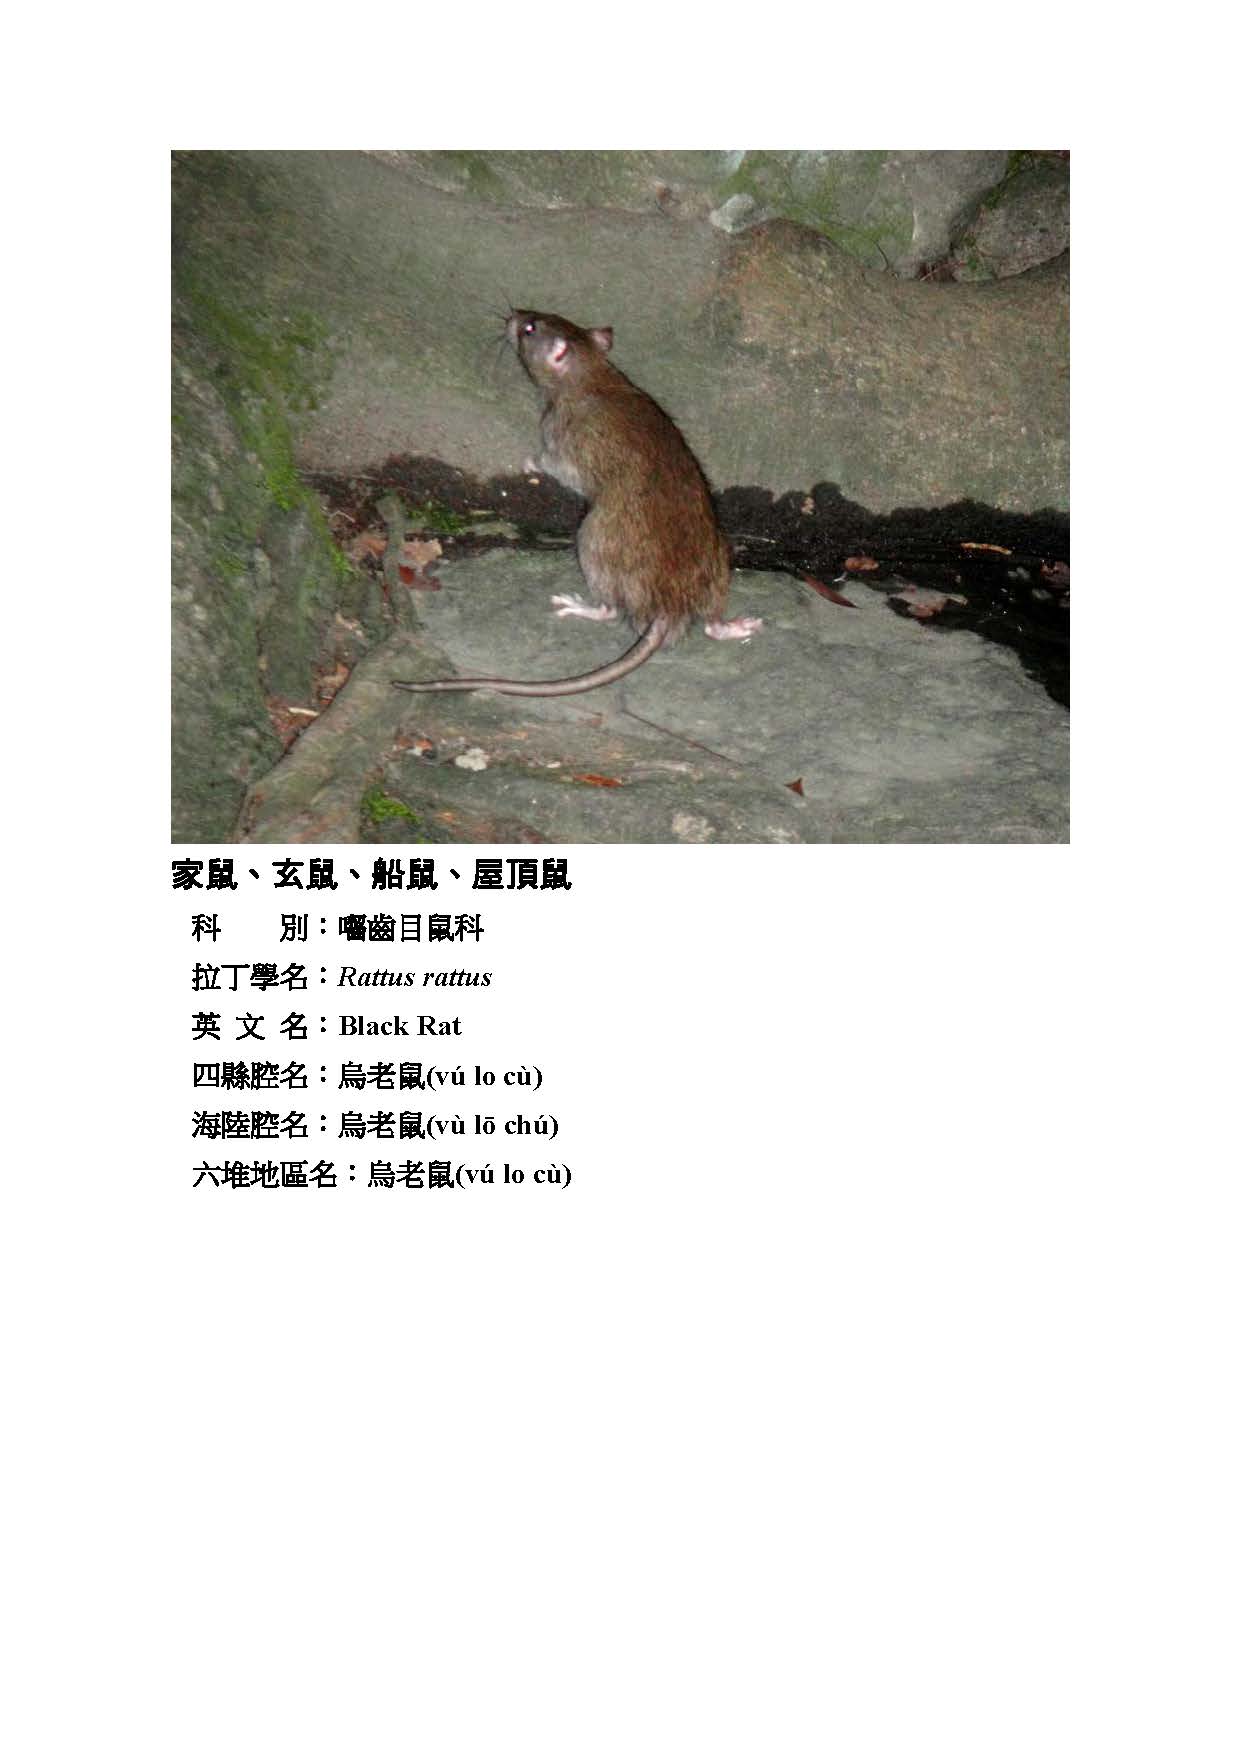 家鼠、玄鼠、船鼠、屋頂鼠
科　　別：嚙齒目鼠科
拉丁學名：Rattus rattus
英 文 名：Black Rat
四縣腔名：烏老鼠(vú lo cù)
海陸腔名：烏老鼠(vù lō chú)
六堆地區名：烏老鼠(vú lo cù)